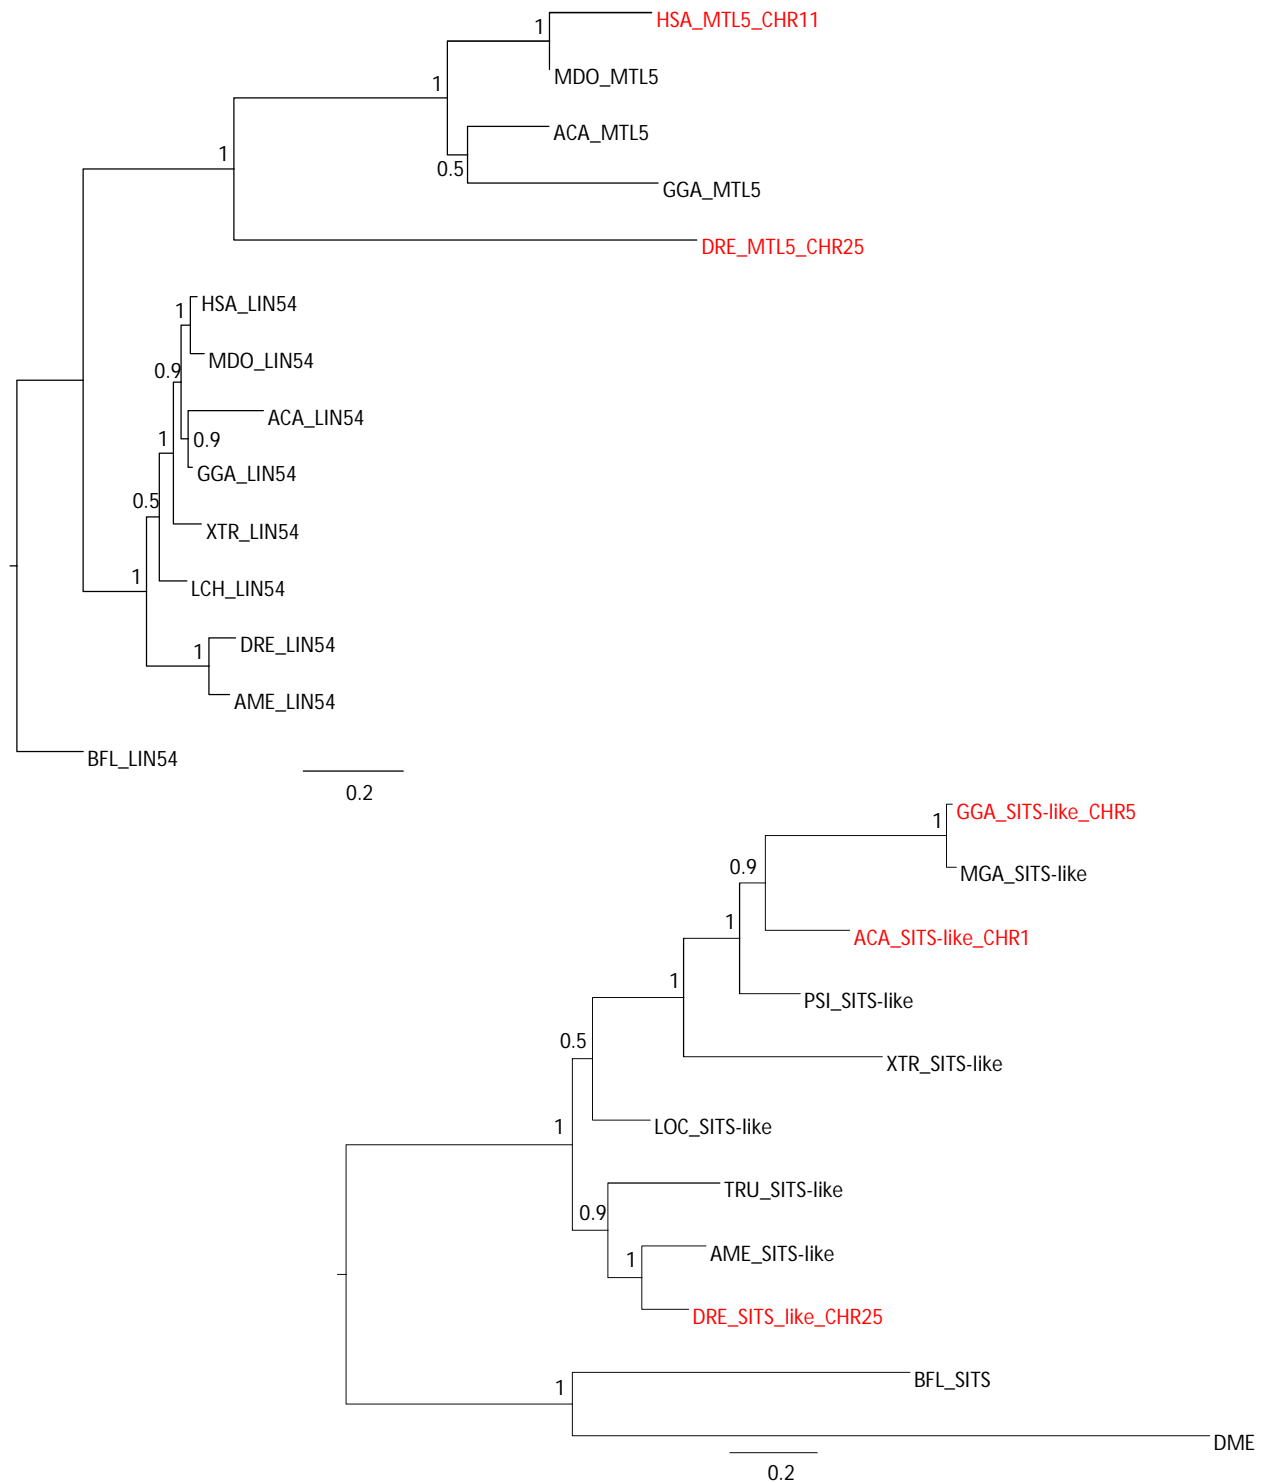 1
HSA_MTL5_CHR11
MDO_MTL5
1
ACA_MTL5
1
0.5
GGA_MTL5
DRE_MTL5_CHR25
1
HSA_LIN54
MDO_LIN54
0.9
ACA_LIN54
1
0.9
GGA_LIN54
0.5
XTR_LIN54
1
LCH_LIN54
DRE_LIN54
1
AME_LIN54
BFL_LIN54
0.2
GGA_SITS-like_CHR5
1
MGA_SITS-like
0.9
1
ACA_SITS-like_CHR1
1
PSI_SITS-like
0.5
XTR_SITS-like
1
LOC_SITS-like
TRU_SITS-like
0.9
1
AME_SITS-like
DRE_SITS_like_CHR25
1
BFL_SITS
DME
0.2